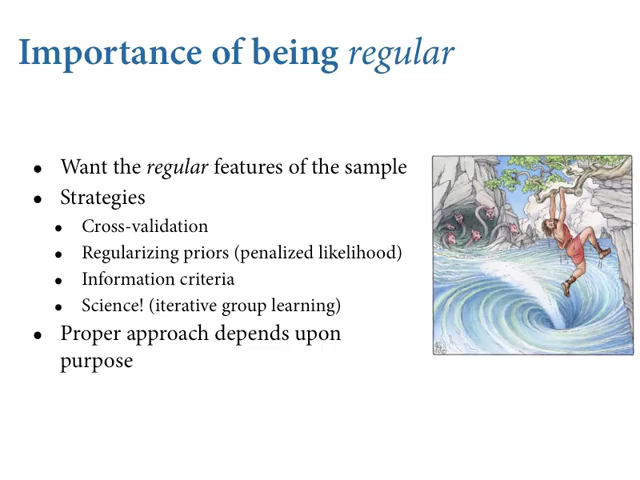 Importance of being regular
• Want the regular features of the sample
• Strategies
• Cross-validation
• Regularizing priors (penalized likelihood)
• Information criteria
• Science! (iterative group learning)
• Proper approach depends upon
purpose